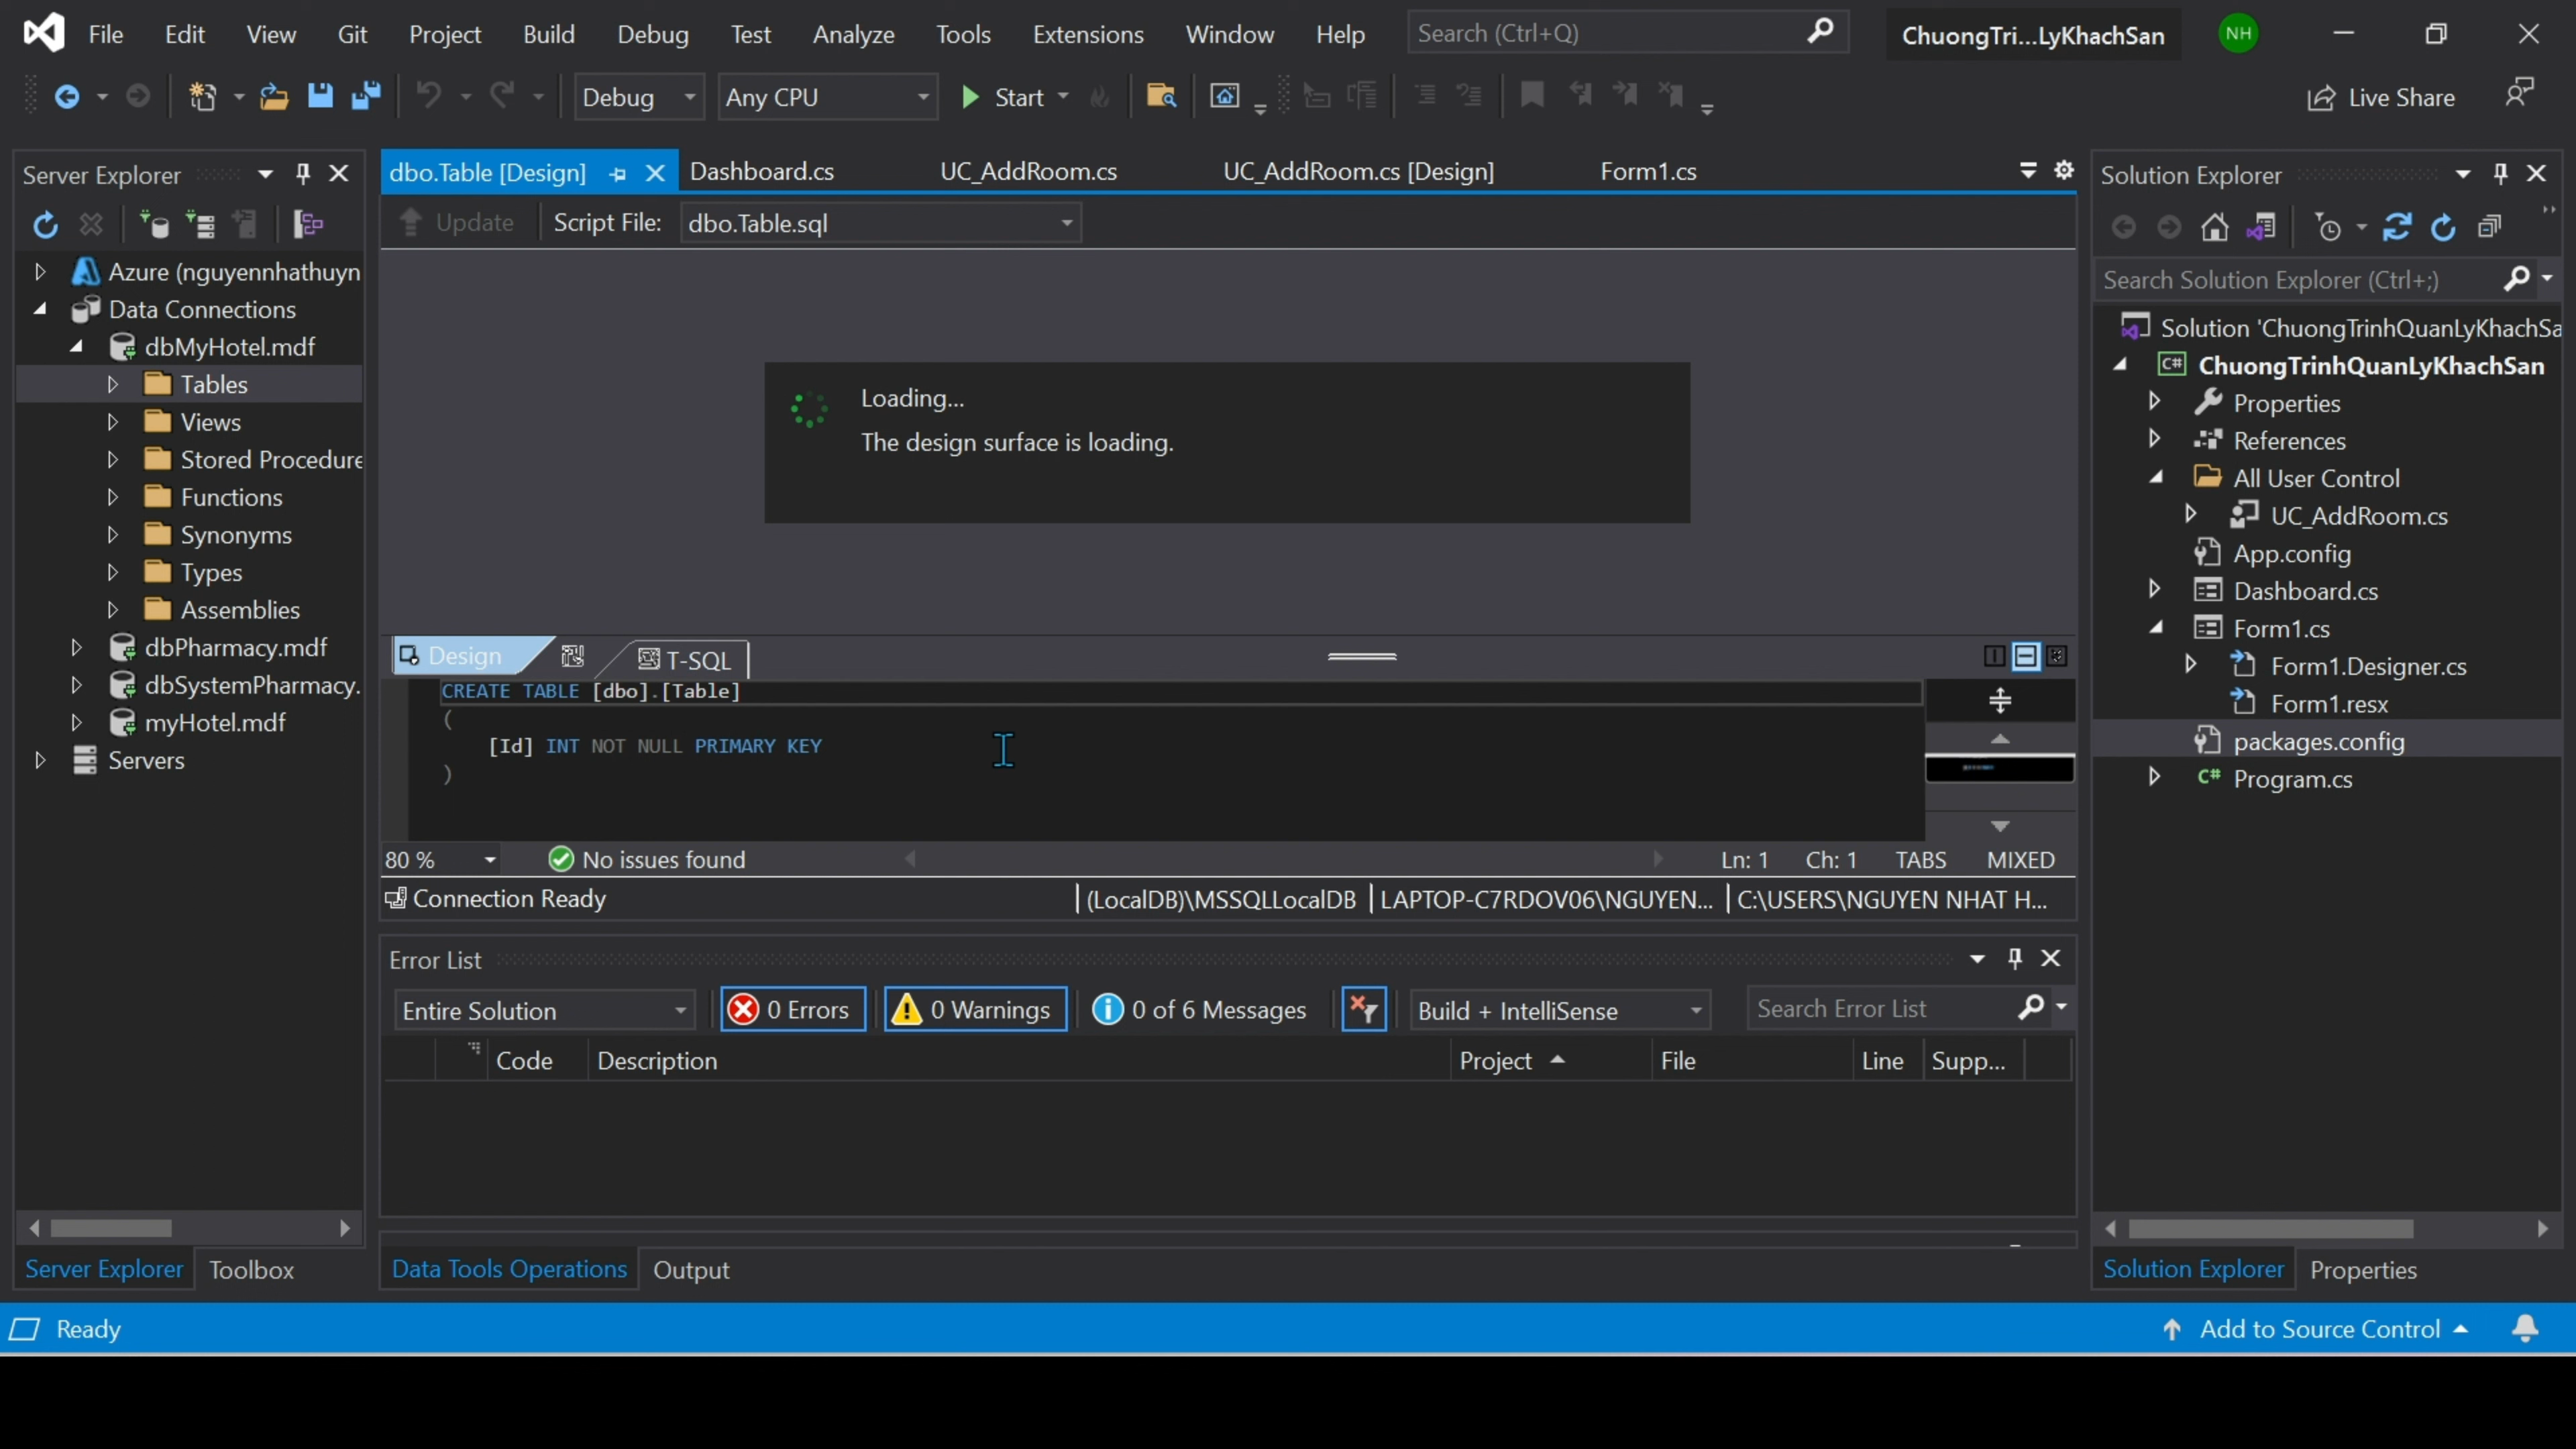 File Edit View Git Project Build Debug Test Analyze Tools Extensions Window Help Search (Ctrl+Q) ChuongTri...LyKhachSan NH
Debug Any CPU Start Live Share
Server Explorer
Azure (nguyennhathuyn
Data Connections
dbMyHotel.mdf
Tables
Views
Stored Procedure
Functions
Synonyms
Types
Assemblies
dbPharmacy.mdf
dbSystemPharmacy.
myHotel.mdf
Servers
Server Explorer Toolbox
dbo.Table [Design] Dashboard.cs UC_AddRoom.cs UC_AddRoom.cs [Design] Form1.cs
Update Script File: dbo.Table.sql
Loading...
The design surface is loading.
Design T-SQL
CREATE TABLE [dbo].[Table]
(
[Id] INT NOT NULL PRIMARY KEY
)
80 % No issues found Ln: 1 Ch: 1 TABS MIXED
Connection Ready (LocalDB)\MSSQLLocalDB LAPTOP-C7RDOV06\NGUYEN... C:\USERS\NGUYEN NHAT H...
Error List
Entire Solution 0 Errors 0 Warnings 0 of 6 Messages Build + IntelliSense Search Error List
Code Description Project File Line Supp...
Data Tools Operations Output
Solution Explorer
Search Solution Explorer (Ctrl+;)
Solution 'ChuongTrinhQuanLyKhachSa
C# ChuongTrinhQuanLyKhachSan
Properties
References
All User Control
UC_AddRoom.cs
App.config
Dashboard.cs
Form1.cs
Form1.Designer.cs
Form1.resx
packages.config
C# Program.cs
Solution Explorer Properties
Ready Add to Source Control